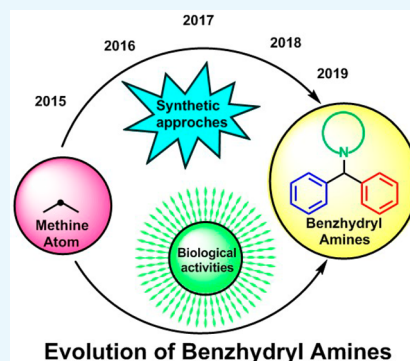 2015
2016
2017
2018
2019
Synthetic
approches
Methine
Atom
Biological
activities
N
Benzhydryl
Amines
Evolution of Benzhydryl Amines